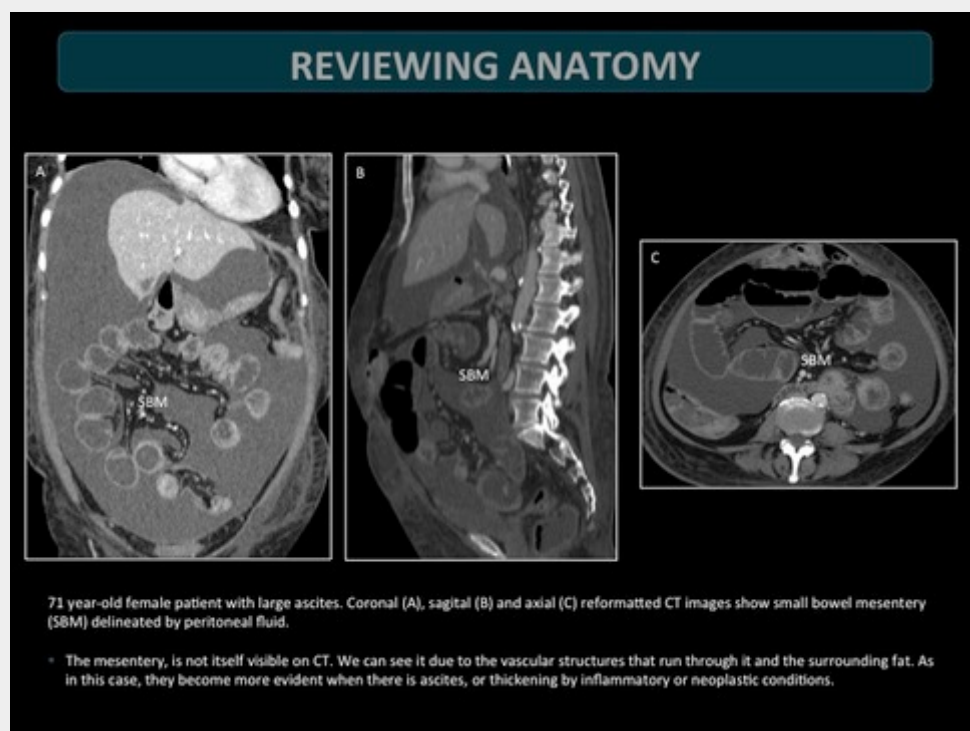 REVIEWING ANATOMY
A
B
C
SBM
SBM
SBM
71 year-old female patient with large ascites. Coronal (A), sagital (B) and axial (C) reformatted CT images show small bowel mesentery
(SBM) delineated by peritoneal fluid.
The mesentery, is not itself visible on CT. We can see it due to the vascular structures that run through it and the surrounding fat. As
in this case, they become more evident when there is ascites, or thickening by inflammatory or neoplastic conditions.